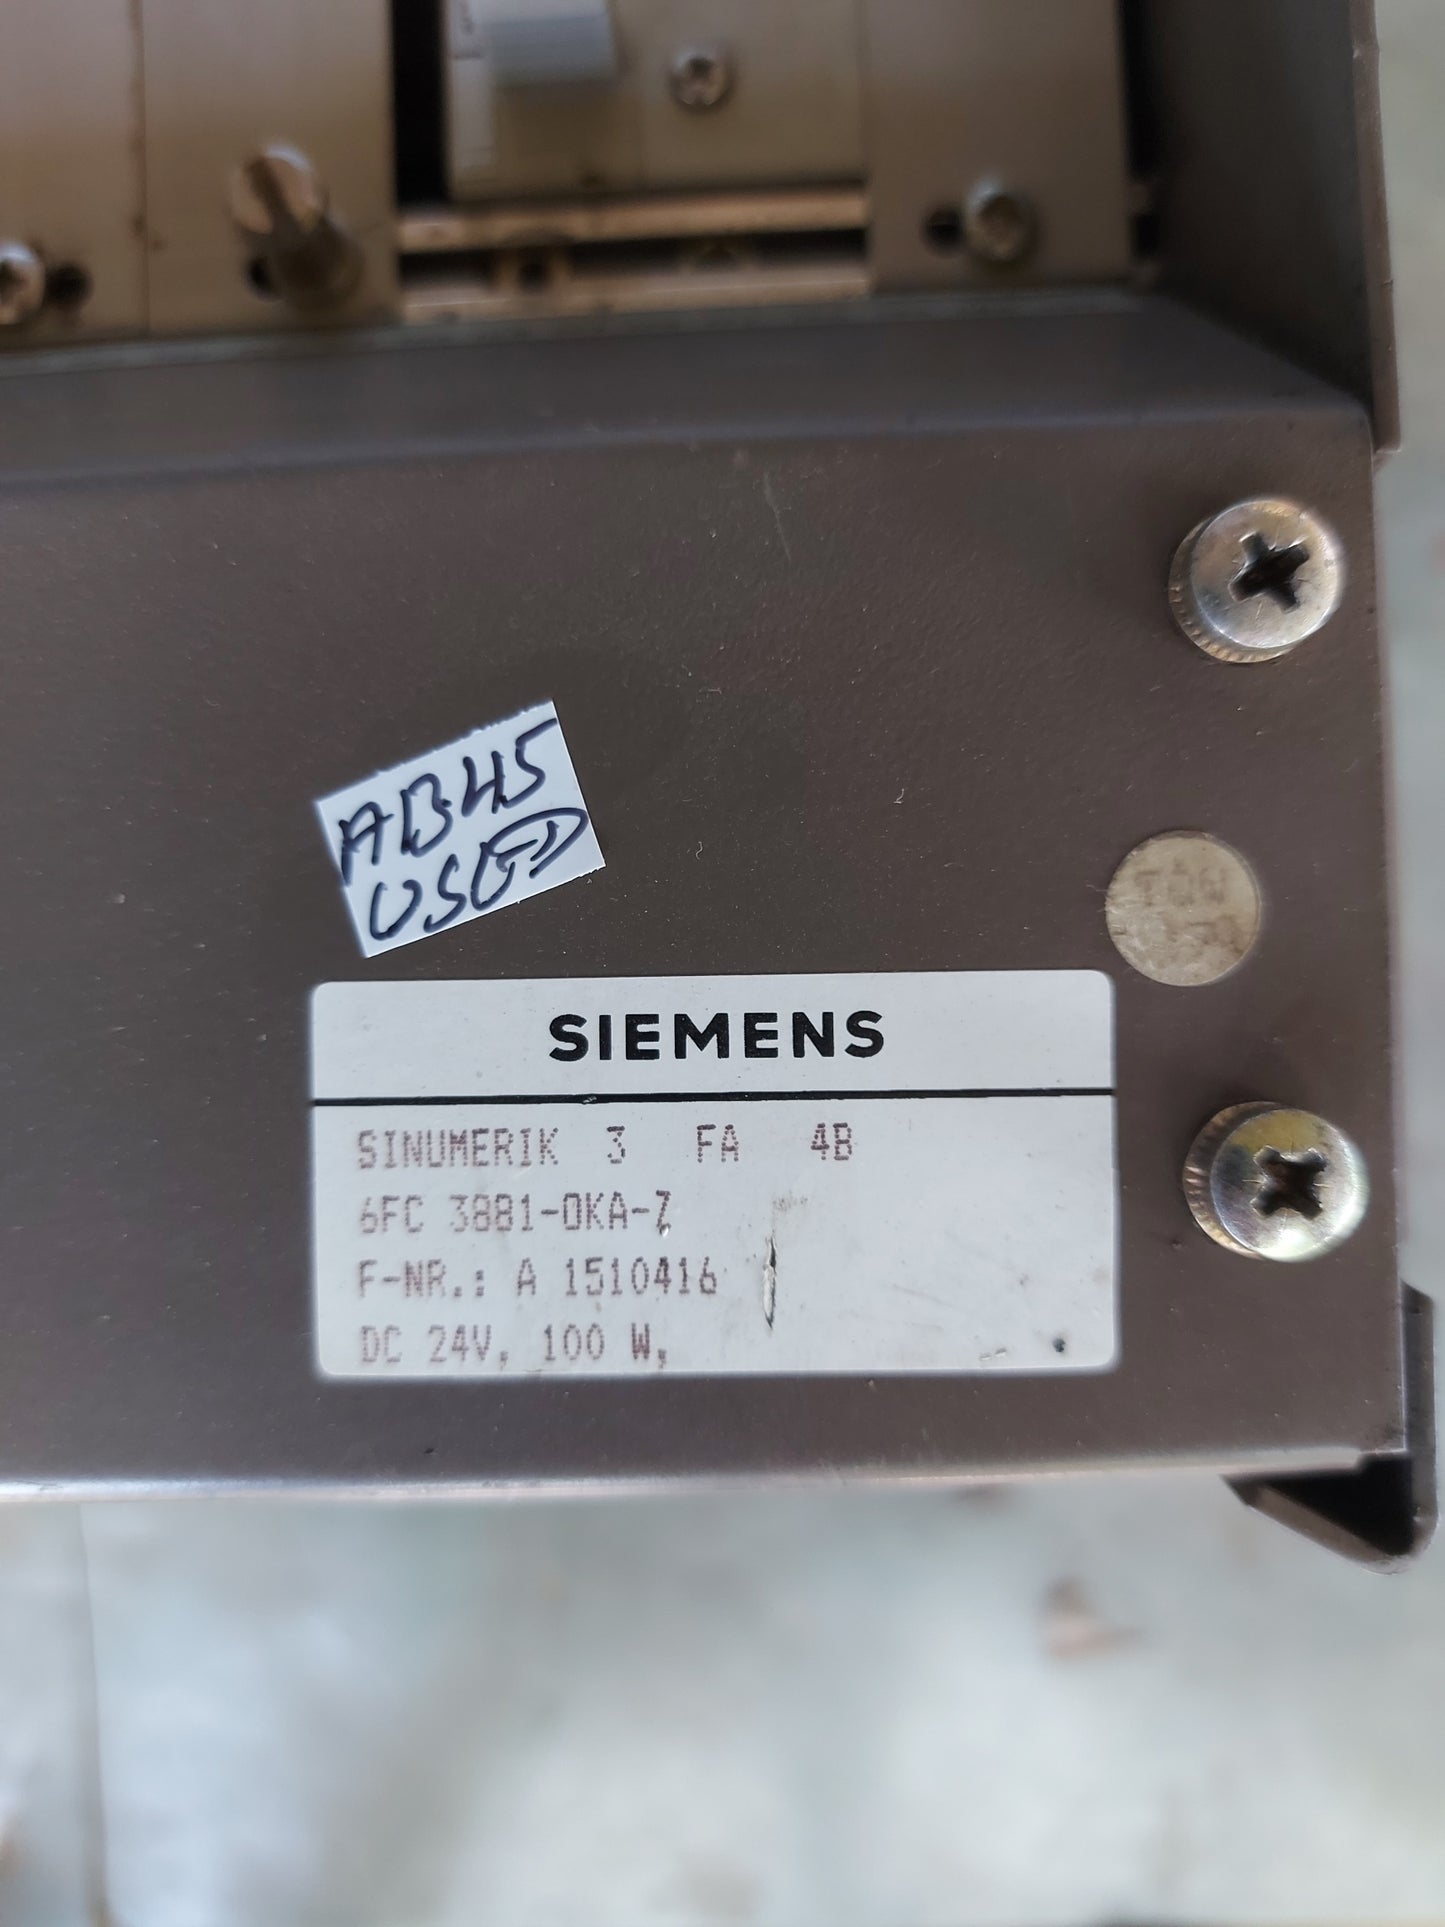 AB45
USED
SIEMENS
SINUMERIK 3 FA 4B
6FC 3881-0KA-Z
F-NR.: A 1510416
DC 24V, 100 W,